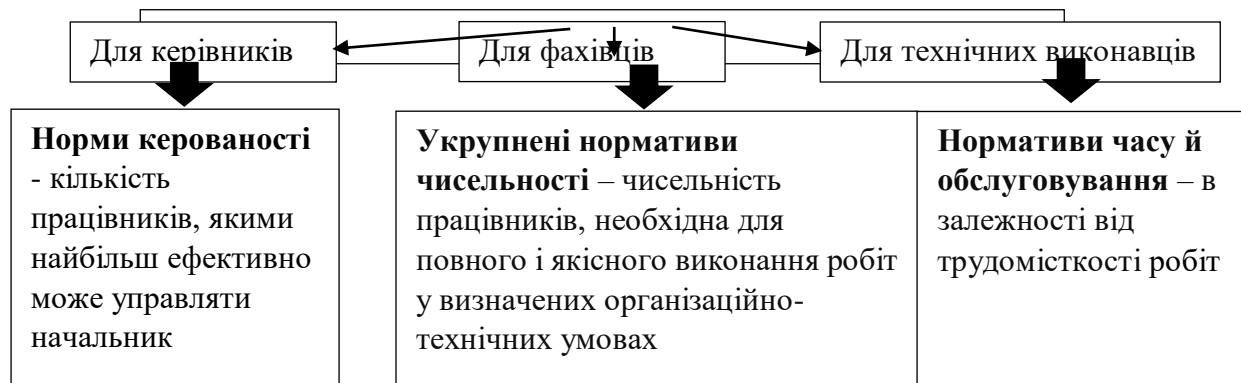 Для керівників
Для фахівців
Для технічних виконавців
Норми керованості
- кількість
працівників, якими
найбільш ефективно
може управляти
начальник
Укрупнені нормативи
чисельності – чисельність
працівників, необхідна для
повного і якісного виконання робіт
у визначених організаційно-
технічних умовах
Нормативи часу й
обслуговування – в
залежності від
трудомісткості робіт